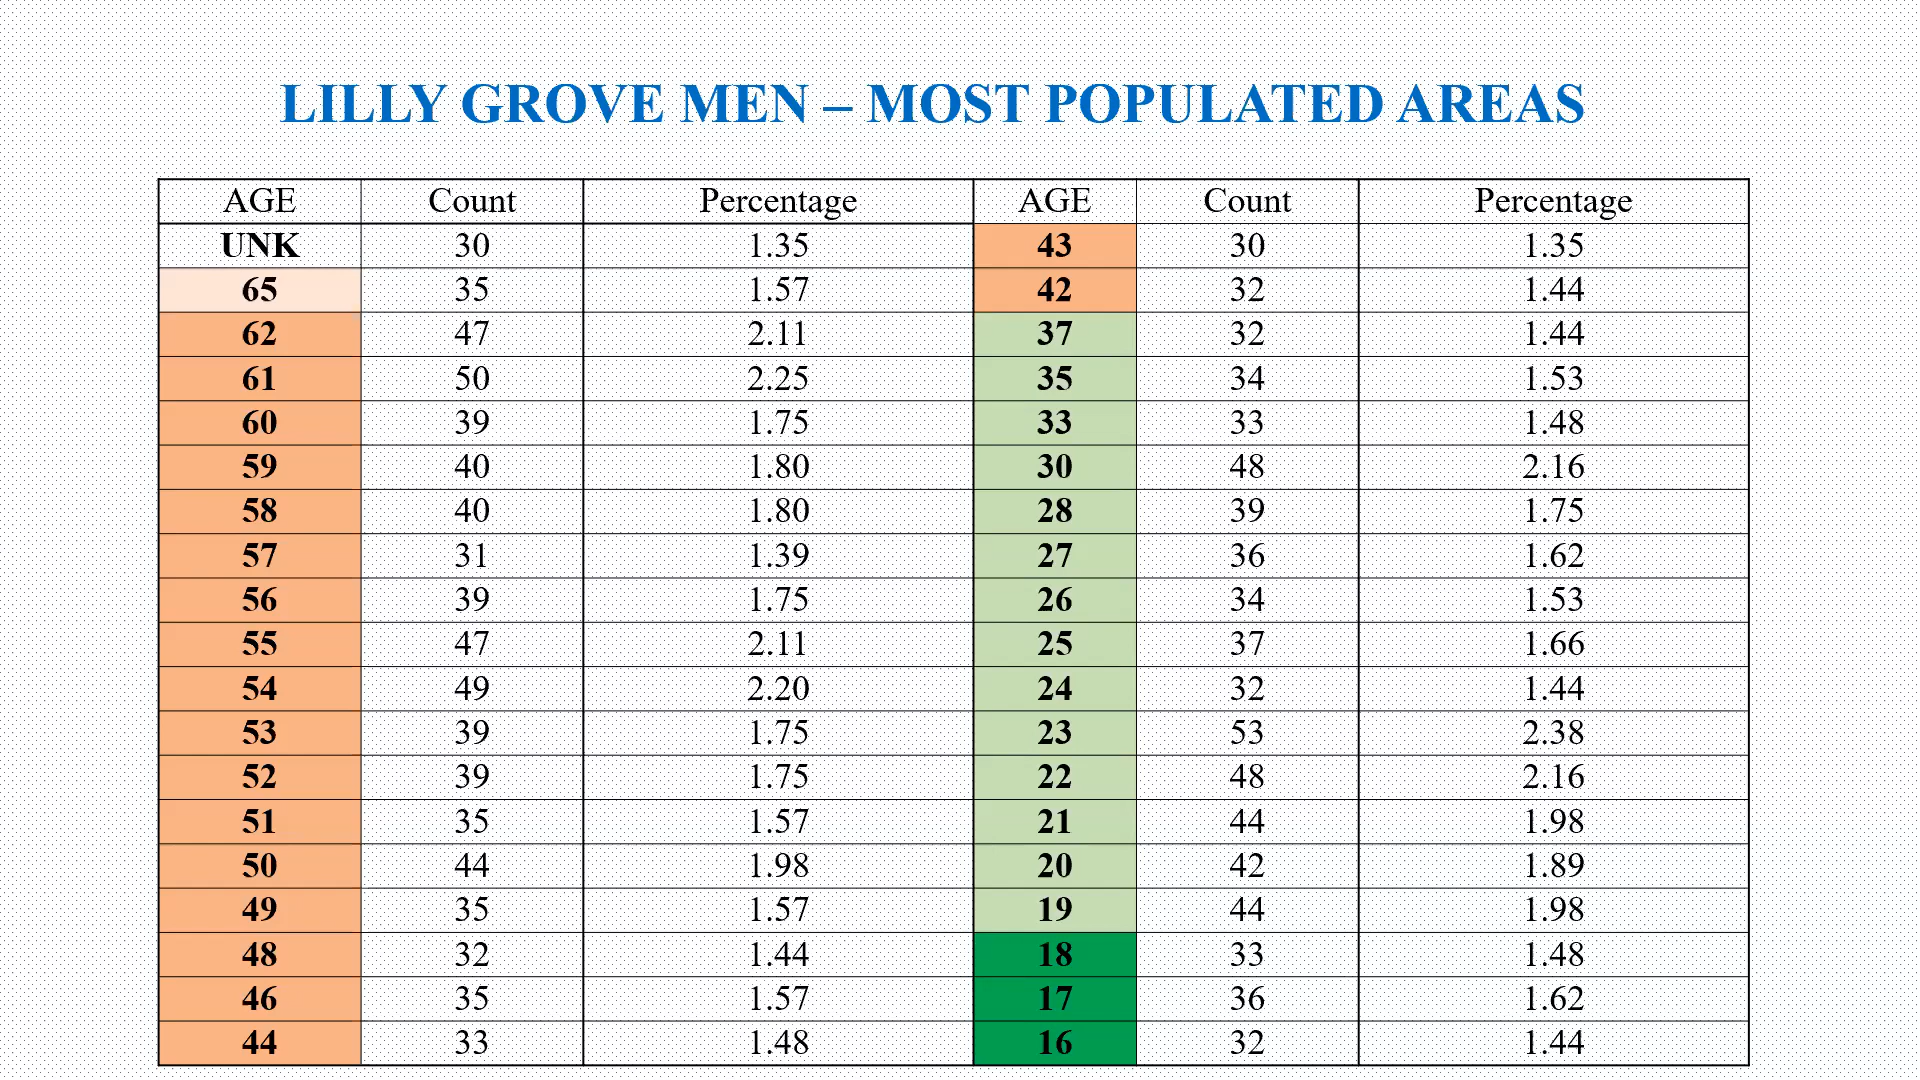 LILLY GROVE MEN – MOST POPULATED AREAS
AGE Count Percentage AGE Count Percentage
UNK 30 1.35 43 30 1.35
65 35 1.57 42 32 1.44
62 47 2.11 37 32 1.44
61 50 2.25 35 34 1.53
60 39 1.75 33 33 1.48
59 40 1.80 30 48 2.16
58 40 1.80 28 39 1.75
57 31 1.39 27 36 1.62
56 39 1.75 26 34 1.53
55 47 2.11 25 37 1.66
54 49 2.20 24 32 1.44
53 39 1.75 23 53 2.38
52 39 1.75 22 48 2.16
51 35 1.57 21 44 1.98
50 44 1.98 20 42 1.89
49 35 1.57 19 44 1.98
48 32 1.44 18 33 1.48
46 35 1.57 17 36 1.62
44 33 1.48 16 32 1.44